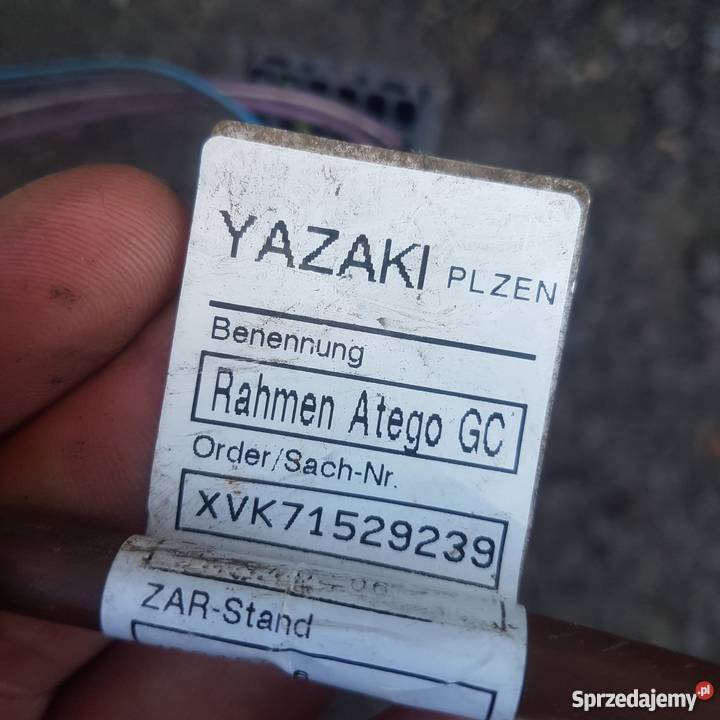 YAZAKI PLZEN
Benennung
Rahmen Atego GC
Order/Sach-Nr.
XVK71529239
ZAR-Stand
Sprzedajemy.pl